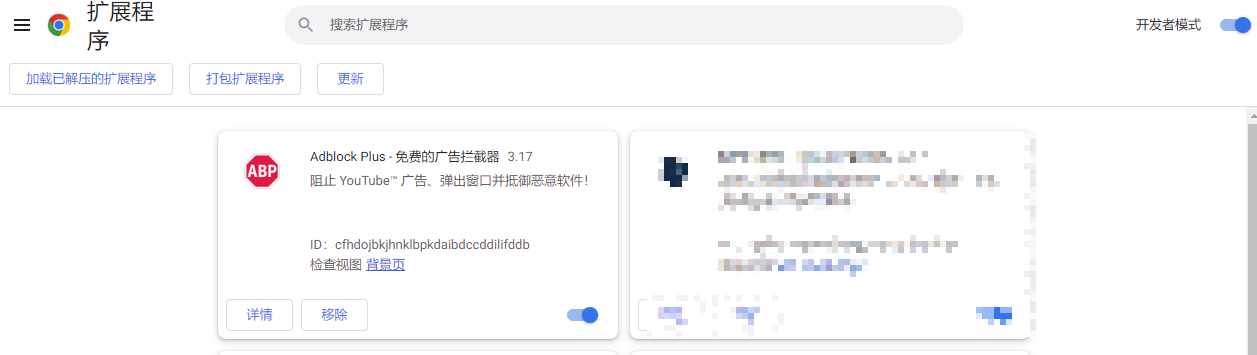 扩展程
序
搜索扩展程序
开发者模式
加载已解压的扩展程序 打包扩展程序 更新
ABP
Adblock Plus - 免费的广告拦截器 3.17
阻止 YouTube™ 广告、弹出窗口并抵御恶意软件!
ID：cfhdojbkjhnklbpkdaibdccddilifddb
检查视图 背景页
详情 移除